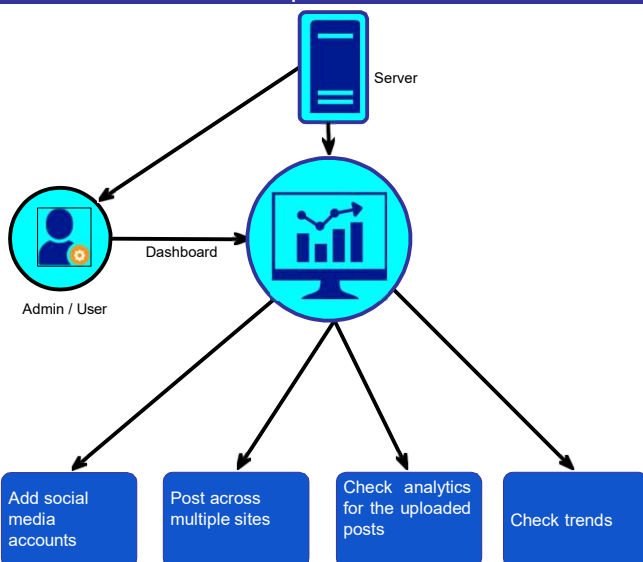 Server
Dashboard
Admin / User
Add social
media
accounts
Post across
multiple sites
Check analytics
for the uploaded
posts
Check trends